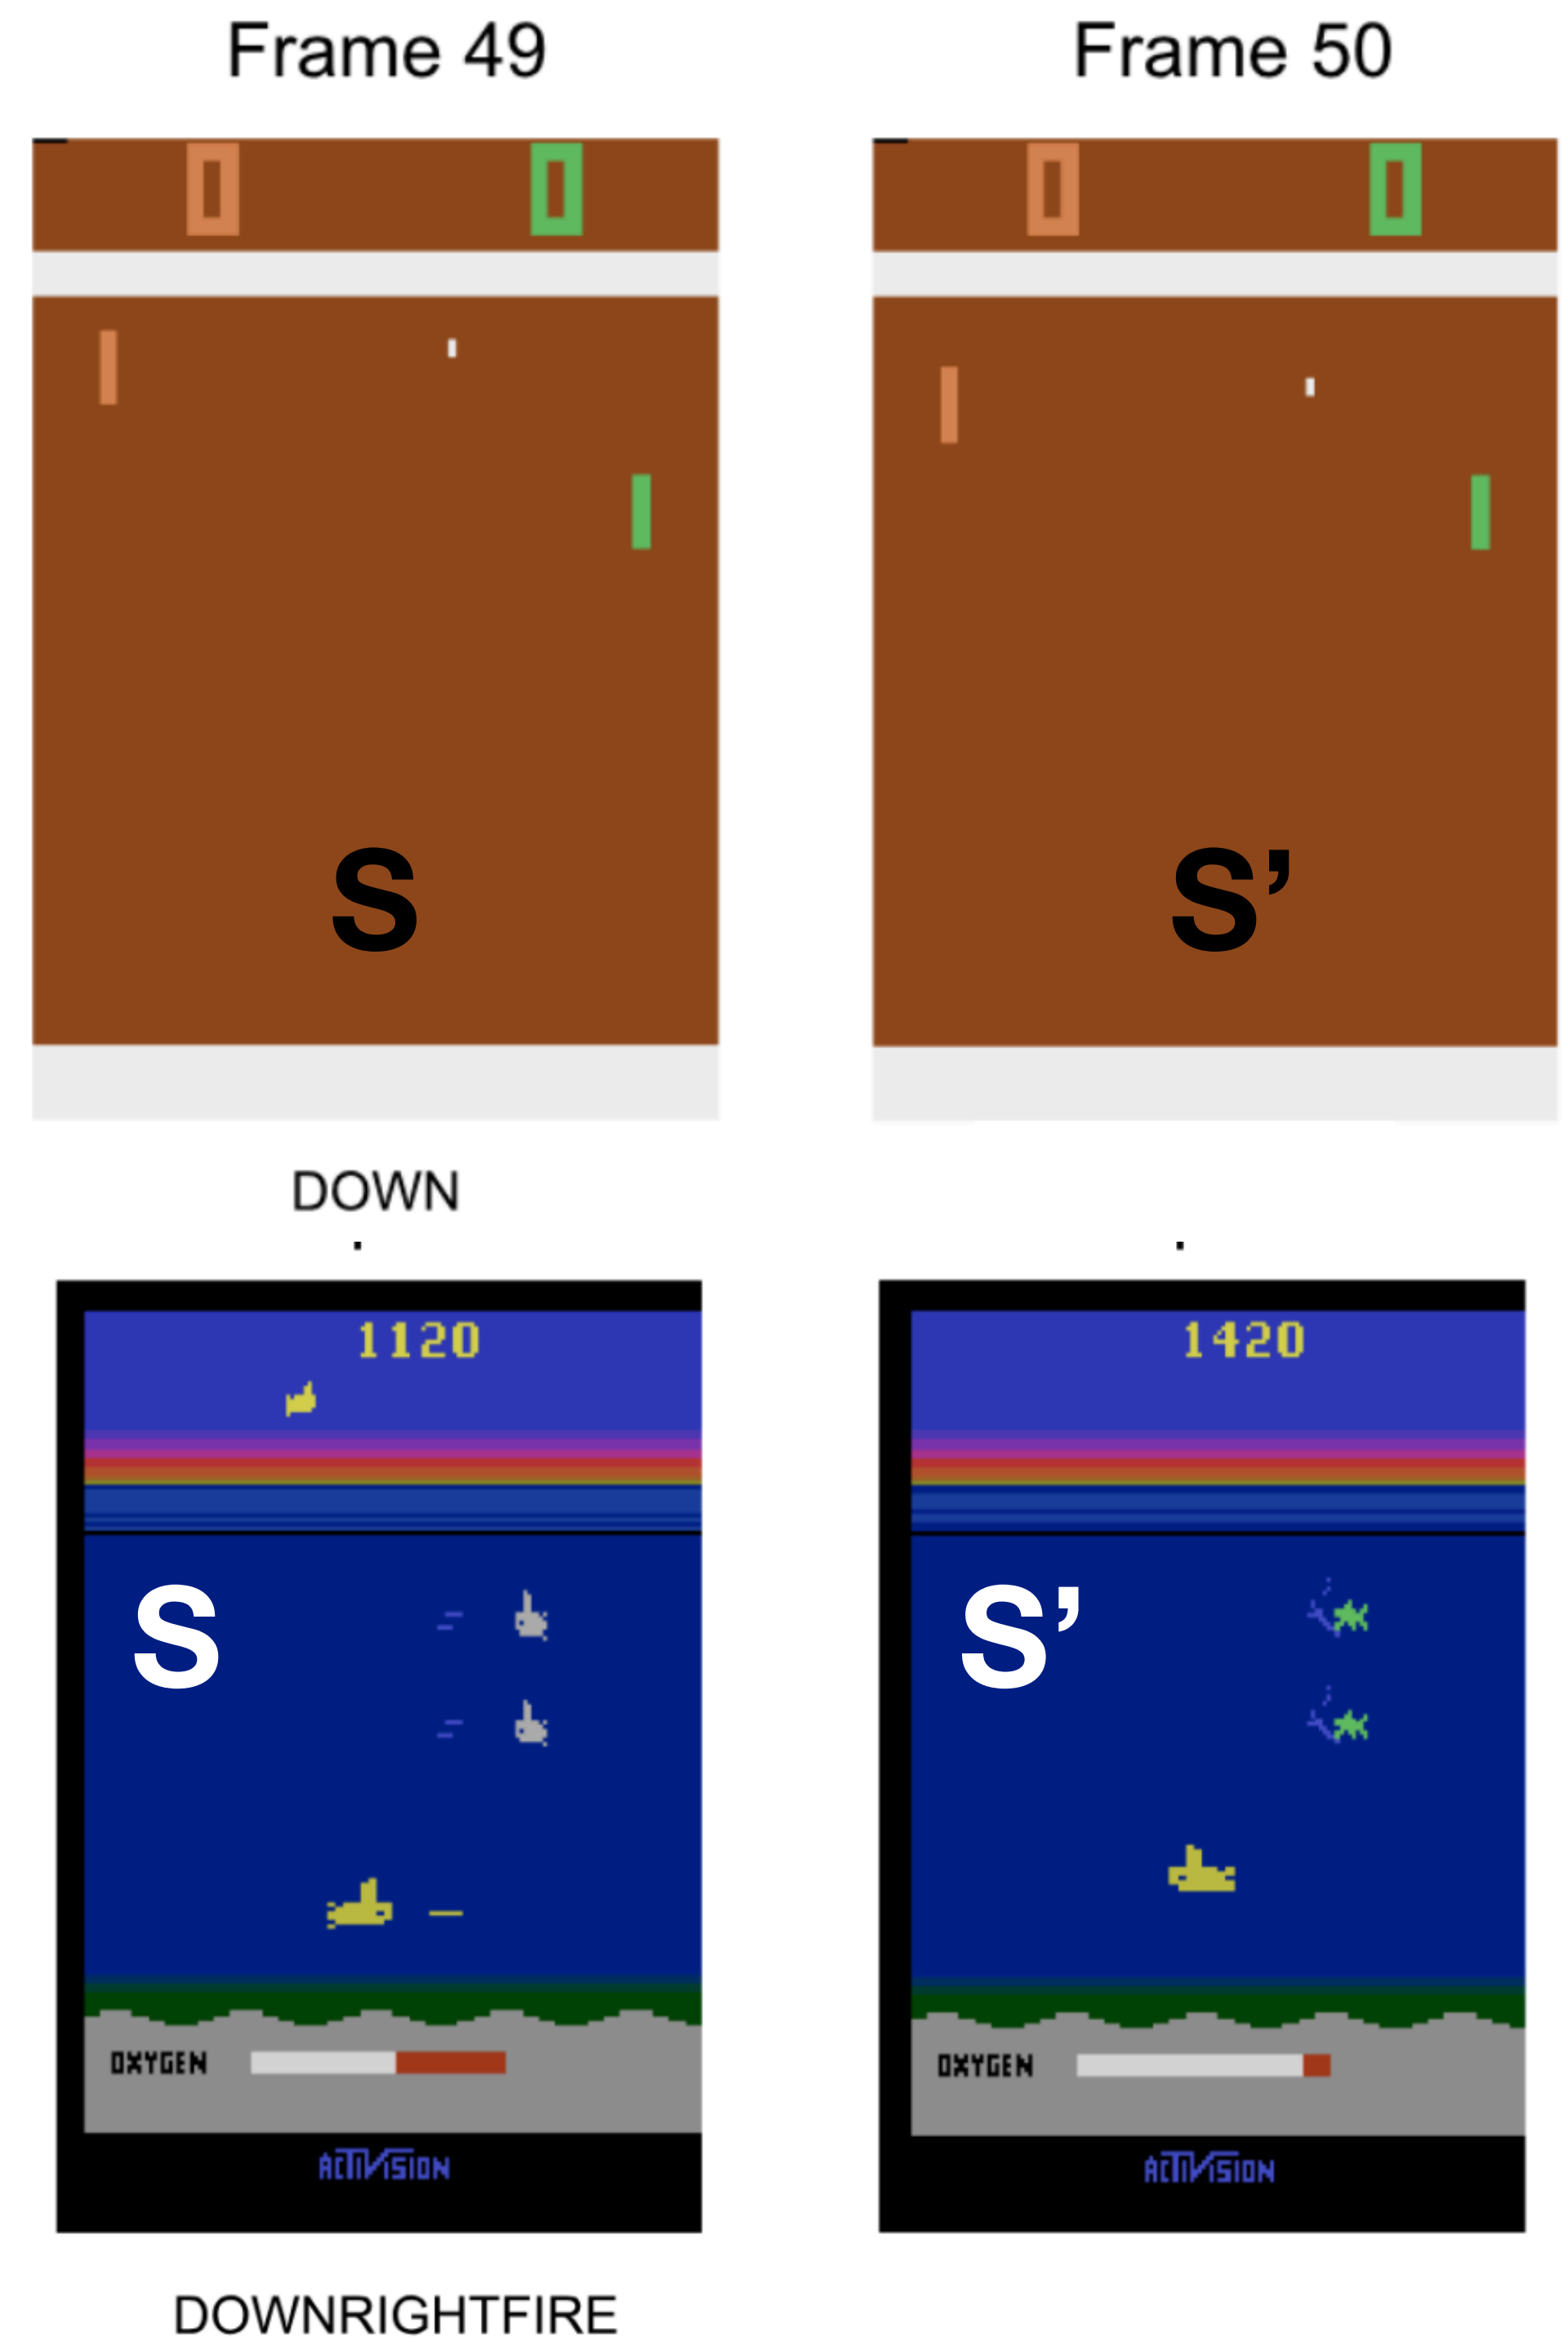 Frame 49 Frame 50
0 0 0 0
S S’
DOWN
1120 1420
S S’
OXYGEN OXYGEN
ACTIVISION ACTIVISION
DOWNRIGHTFIRE